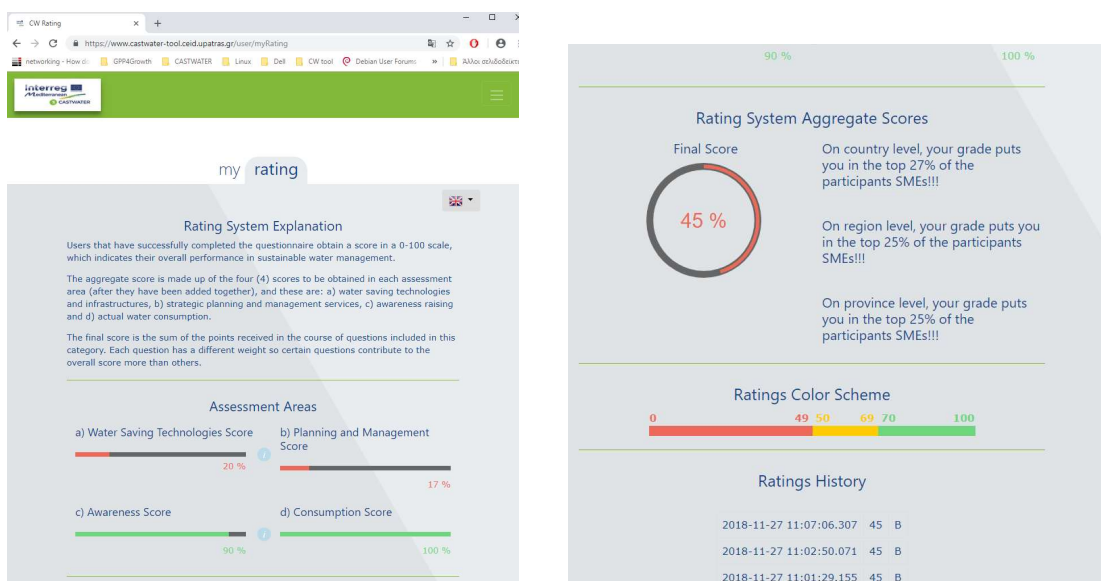 CW Rating
https://www.castwater-tool.ceid.upatras.gr/user/myRating
networking - How do GPP4Growth CASTWATER Linux Dell CW tool Debian User Forums » Άλλοι σελιδοδείκτ
Interreg
Mediterranean
CASTWATER
my rating
Rating System Explanation
Users that have successfully completed the questionnaire obtain a score in a 0-100 scale,
which indicates their overall performance in sustainable water management.
The aggregate score is made up of the four (4) scores to be obtained in each assessment
area (after they have been added together), and these are: a) water saving technologies
and infrastructures, b) strategic planning and management services, c) awareness raising
and d) actual water consumption.
The final score is the sum of the points received in the course of questions included in this
category. Each question has a different weight so certain questions contribute to the
overall score more than others.
Assessment Areas
a) Water Saving Technologies Score
20 %
b) Planning and Management
Score
17 %
c) Awareness Score
90 %
d) Consumption Score
100 %
90 % 100 %
Rating System Aggregate Scores
Final Score
45 %
On country level, your grade puts
you in the top 27% of the
participants SMEs!!!
On region level, your grade puts you
in the top 25% of the participants
SMEs!!!
On province level, your grade puts
you in the top 25% of the
participants SMEs!!!
Ratings Color Scheme
0 49 50 69 70 100
Ratings History
2018-11-27 11:07:06.307 45 B
2018-11-27 11:02:50.071 45 B
2018-11-27 11:01:29.155 45 B